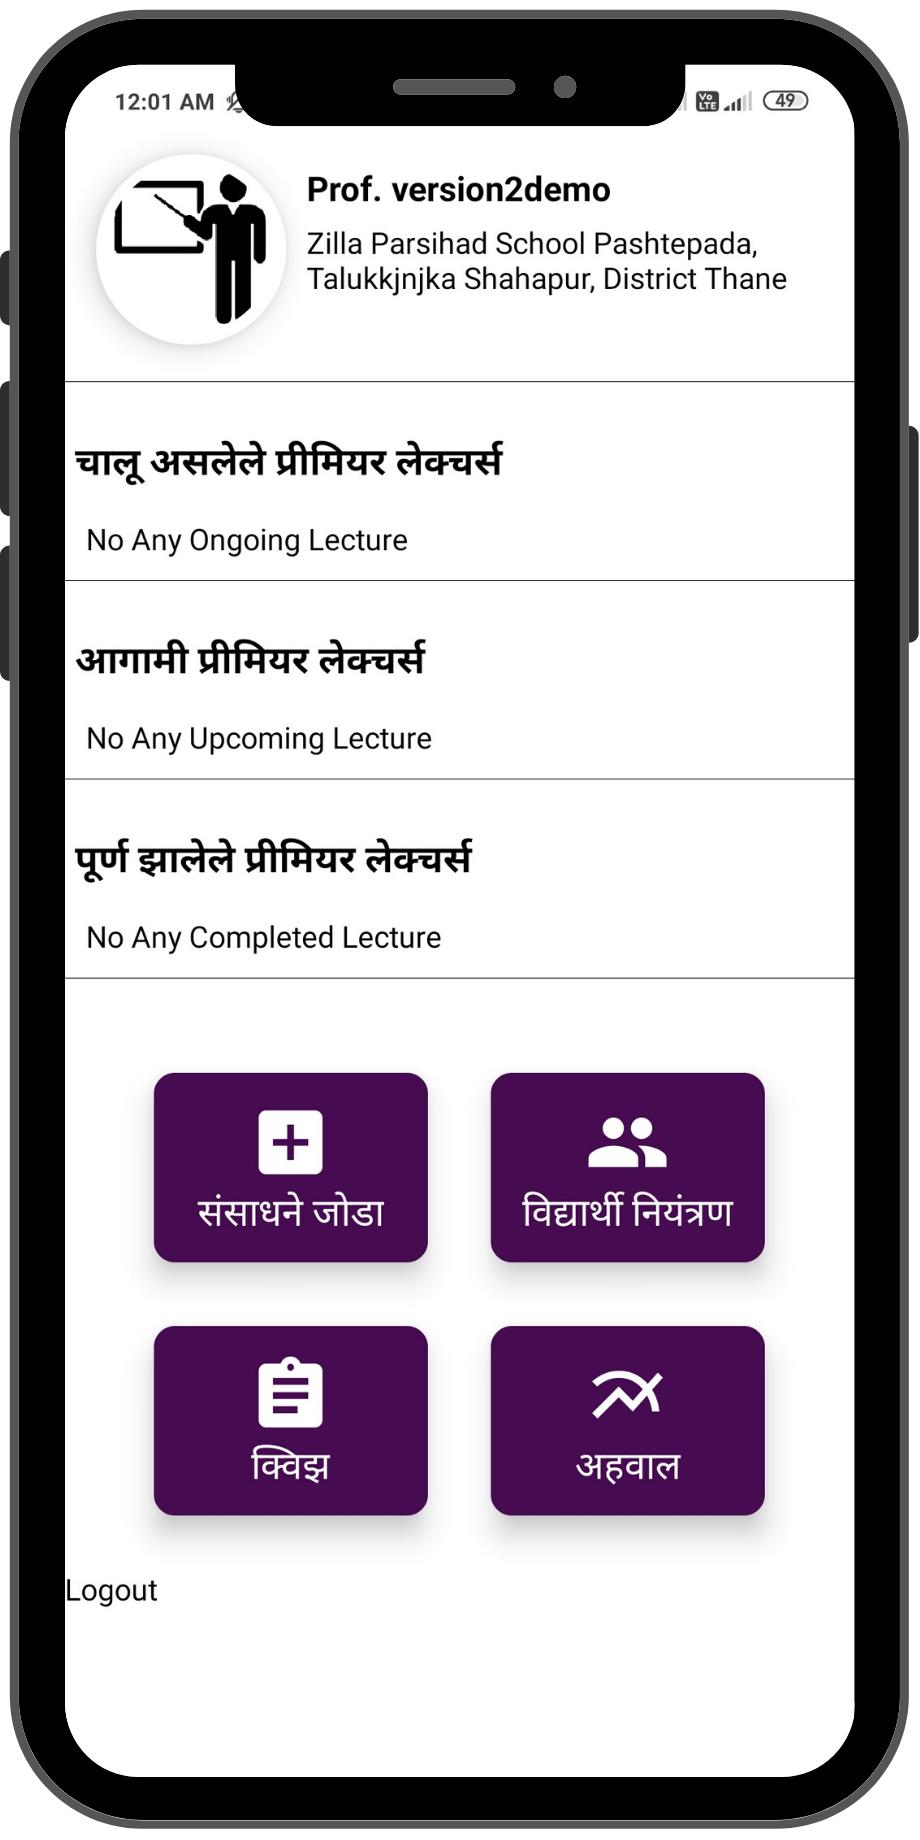 12:01 AM
Vo
LTE
49
Prof. version2demo
Zilla Parsihad School Pashtepada,
Talukkjnjka Shahapur, District Thane
चालू असलेले प्रीमियर लेक्चर्स
No Any Ongoing Lecture
आगामी प्रीमियर लेक्चर्स
No Any Upcoming Lecture
पूर्ण झालेले प्रीमियर लेक्चर्स
No Any Completed Lecture
संसाधने जोडा
विद्यार्थी नियंत्रण
क्विझ
अहवाल
Logout